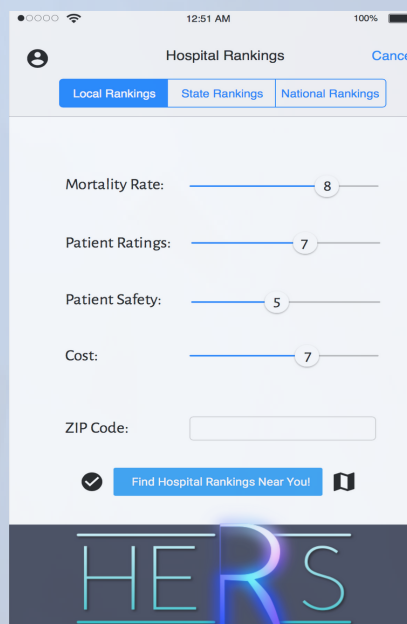 12:51 AM 100%
Hospital Rankings Cance
Local Rankings State Rankings National Rankings
Mortality Rate: 8
Patient Ratings: 7
Patient Safety: 5
Cost: 7
ZIP Code:
Find Hospital Rankings Near You!
HERS